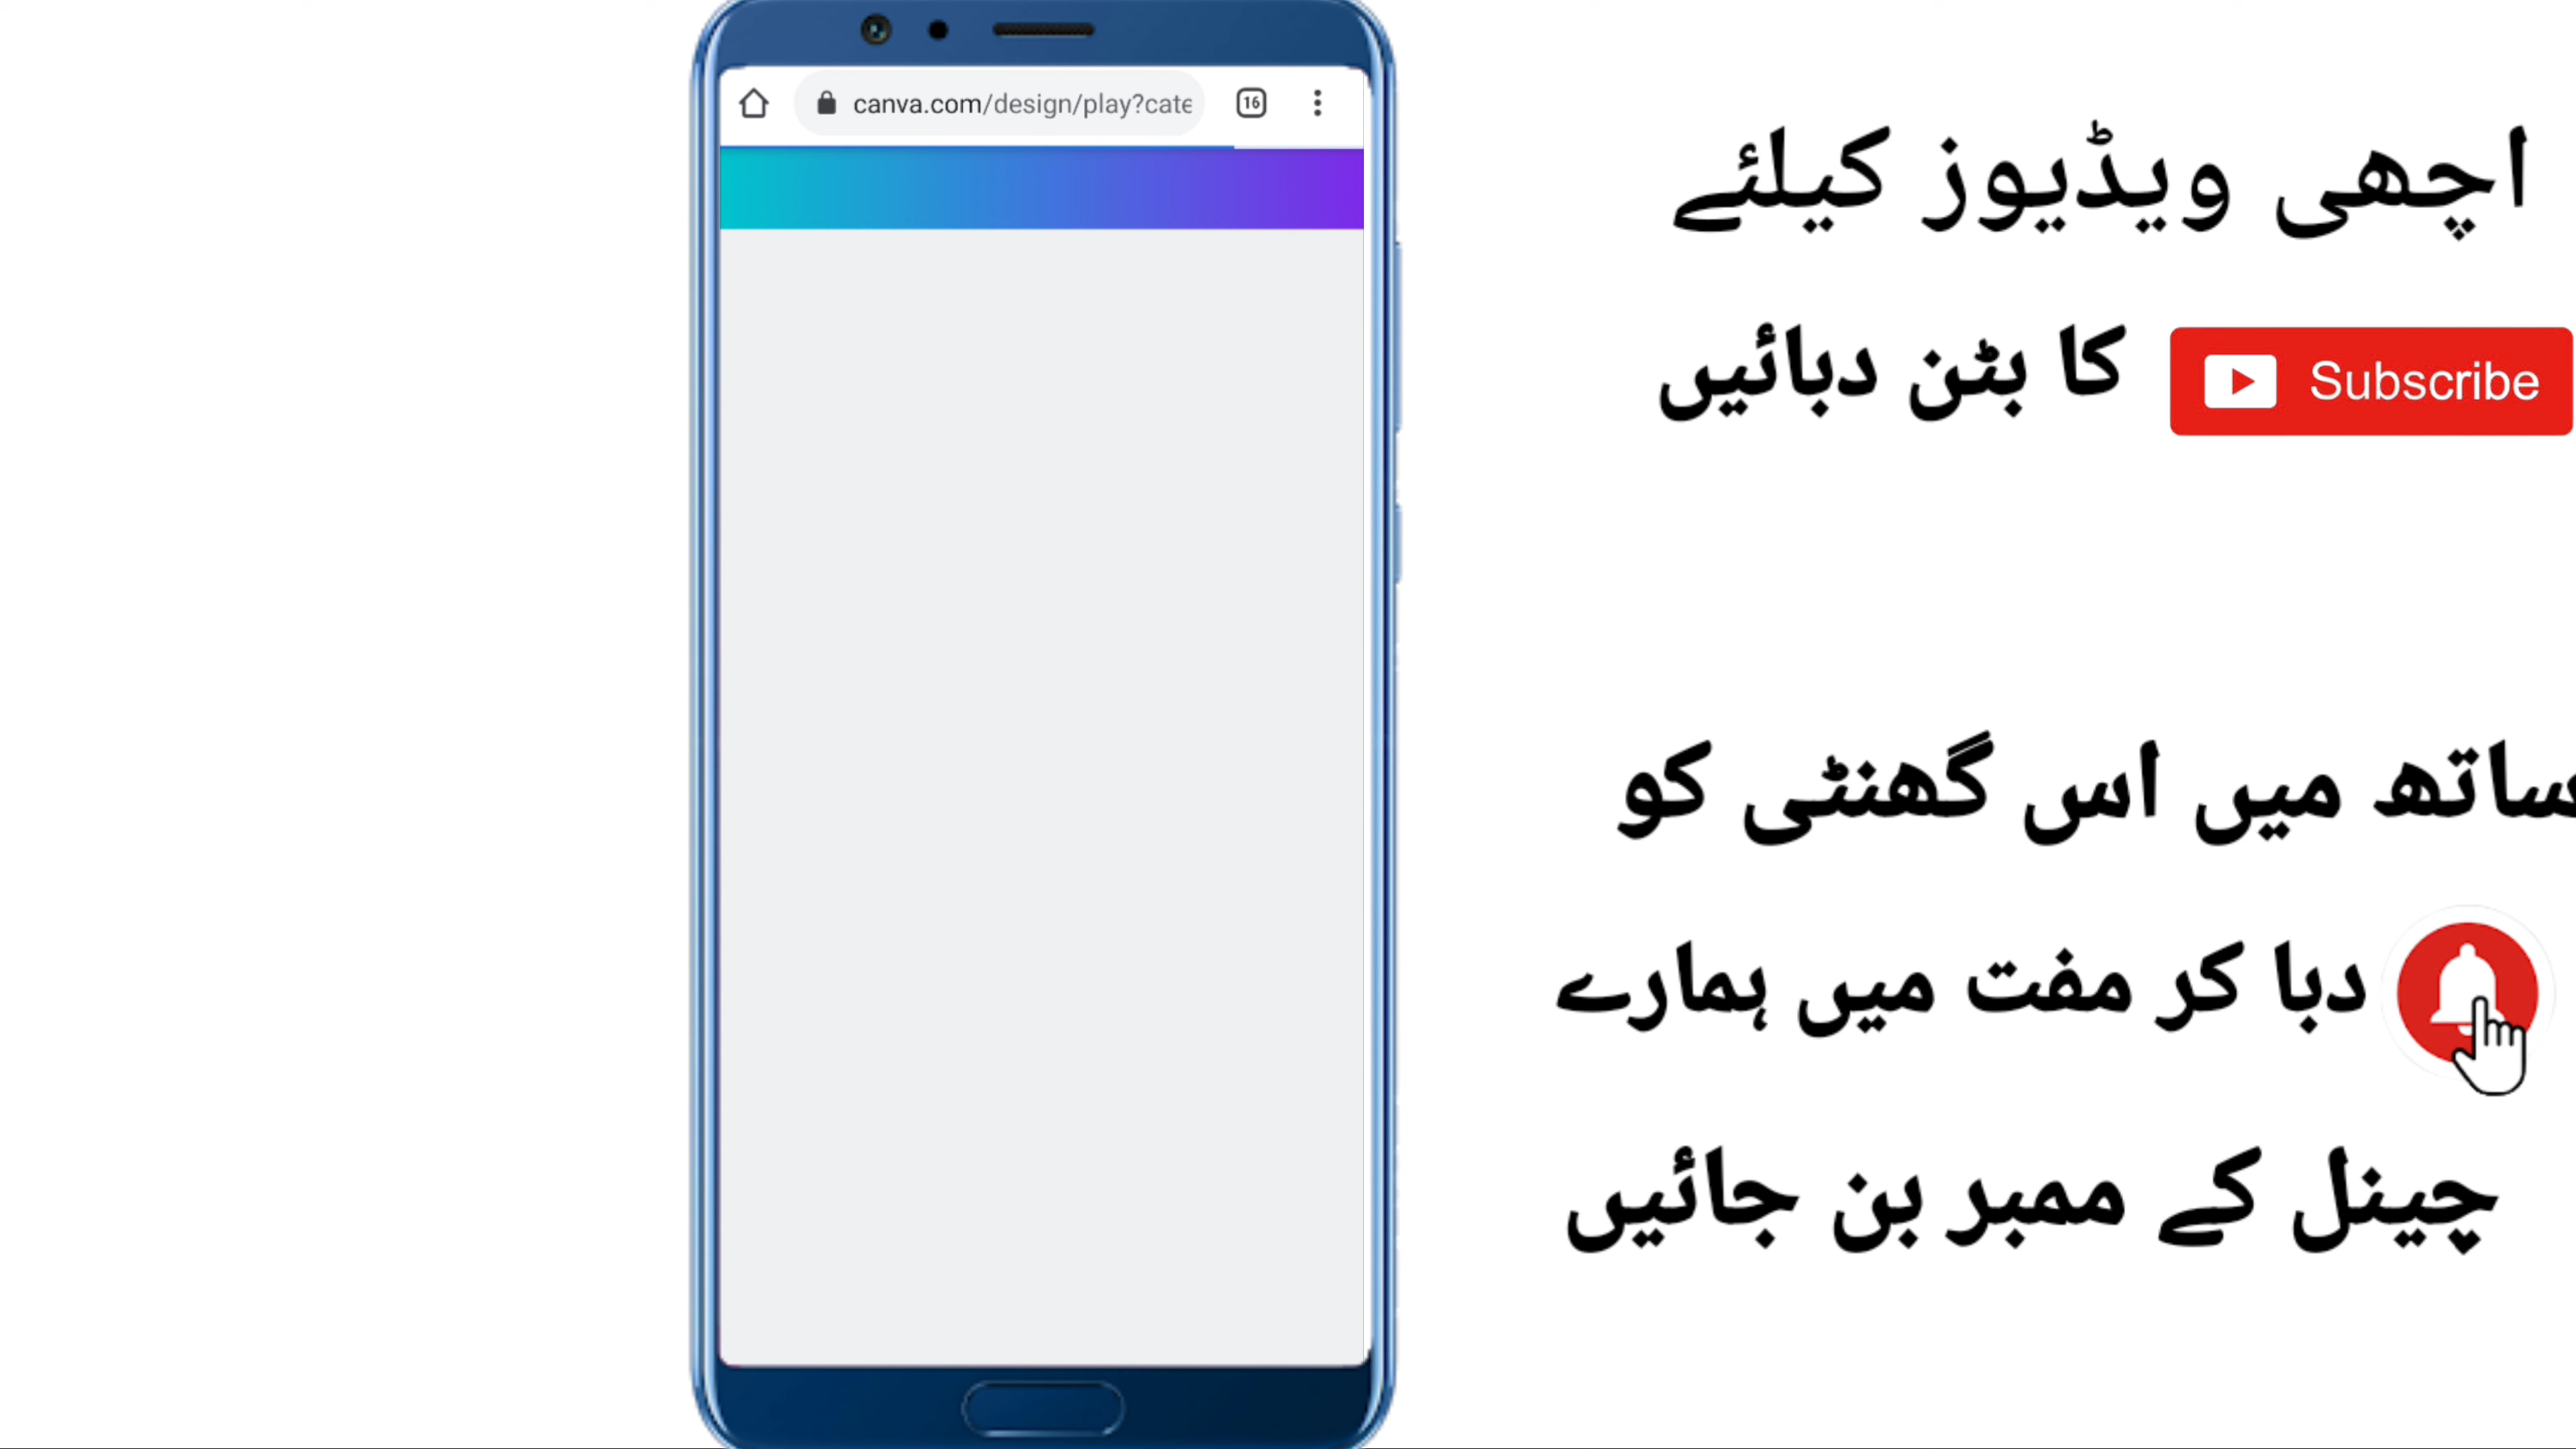 canva.com/design/play?cate
16
اچھی ویڈیوز کیلئے
Subscribe کا بٹن دبائیں
ساتھ میں اس گھنٹی کو
دبا کر مفت میں ہمارے
چینل کے ممبر بن جائیں